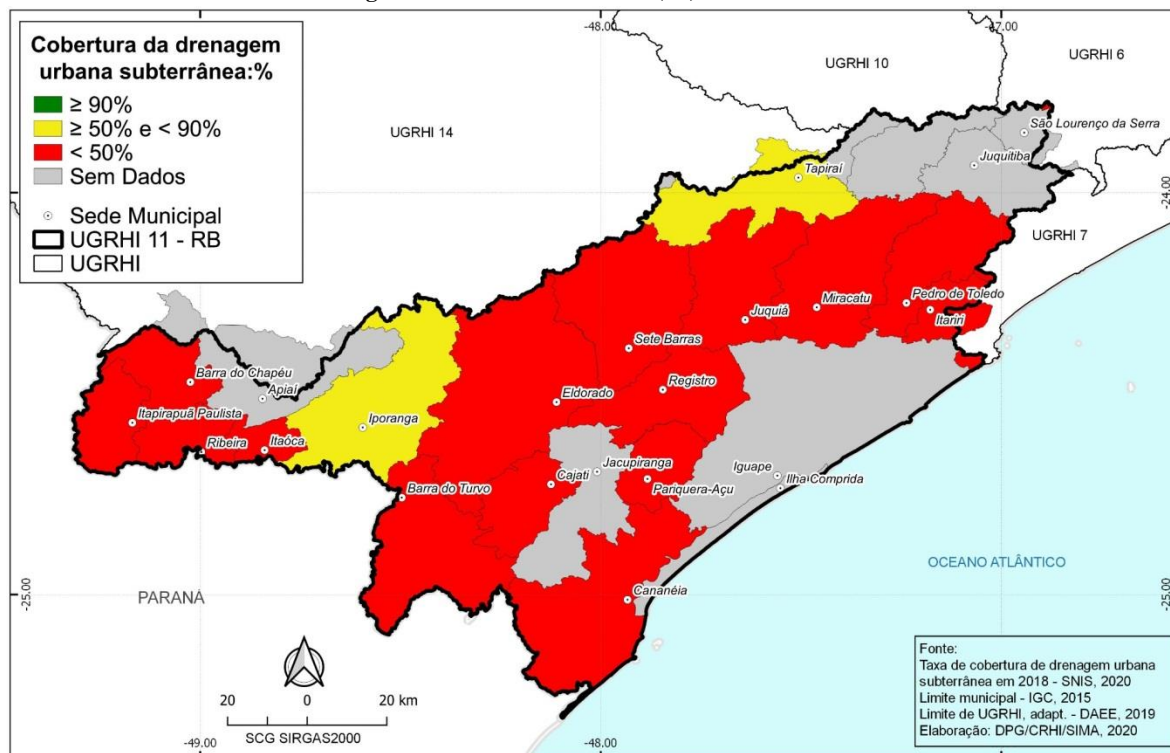 -48.00
-47.00
Cobertura da drenagem
urbana subterrânea:%
≥ 90%
≥ 50% e < 90%
< 50%
Sem Dados
Sede Municipal
UGRHI 11 - RB
UGRHI
UGRHI 14
UGRHI 10
UGRHI 6
UGRHI 7
São Lourenço da Serra
Juquitiba
Tapiraí
-24.00
-24.00
Pedro de Toledo
Miracatu
Itariri
Juquiá
Sete Barras
Barra do Chapéu
Apiaí
Registro
Eldorado
Itapirapuã Paulista
Iporanga
Ribeira
Itaóca
Jacupiranga
Iguape
Cajati
Ilha Comprida
Pariquera-Açu
Barra do Turvo
OCEANO ATLÂNTICO
PARANÁ
Cananéia
-25.00
-25.00
20 0 20 km
SCG SIRGAS2000
Fonte:
Taxa de cobertura de drenagem urbana
subterrânea em 2018 - SNIS, 2020
Limite municipal - IGC, 2015
Limite de UGRHI, adapt. - DAEE, 2019
Elaboração: DPG/CRHI/SIMA, 2020
-49.00
-48.00
-47.00